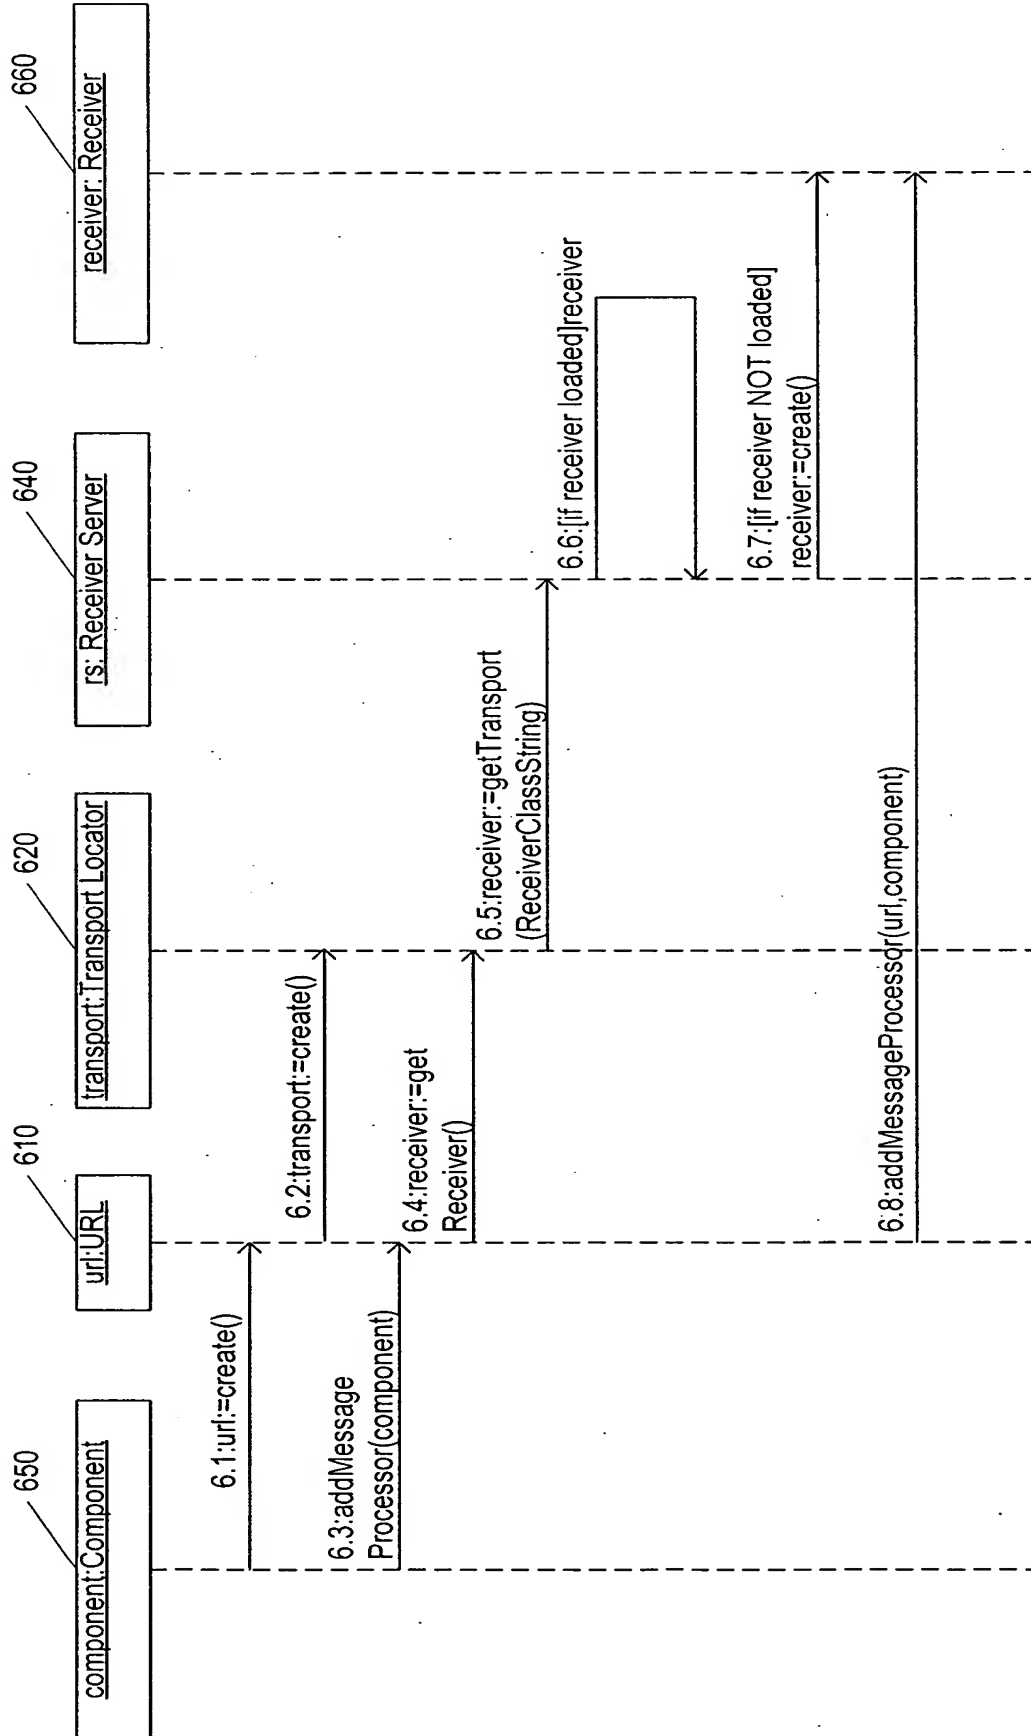 650
component:Component
610
url:URL
620
transport:Transport Locator
640
rs: Receiver Server
660
receiver: Receiver
6.1:url:=create()
6.2:transport:=create()
6.3:addMessage
Processor(component)
6.4:receiver:=get
Receiver()
6.5:receiver:=getTransport
(ReceiverClassString)
6.6:[if receiver loaded]receiver
6.7:[if receiver NOT loaded]
receiver:=create()
6.8:addMessageProcessor(url,component)